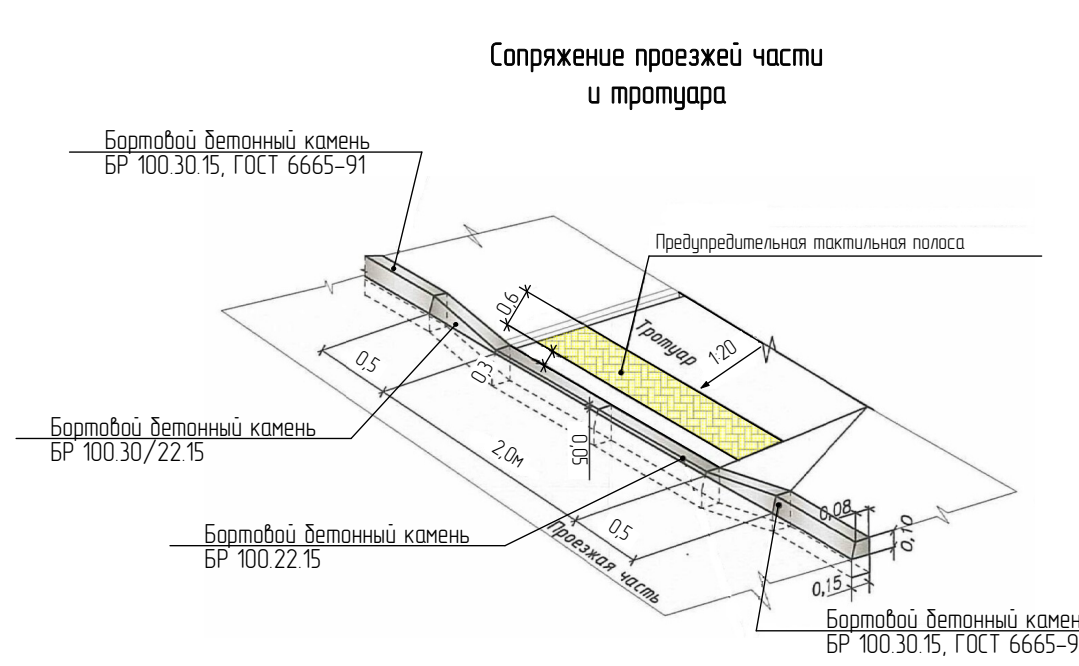 Сопряжение проезжей части
и тротуара
Бортовой бетонный камень
БР 100.30.15, ГОСТ 6665-91
Предупредительная тактильная полоса
0,6
Тротуар
1:20
0,5
0,3
Бортовой бетонный камень
БР 100.30/22.15
2,0м
0,05
0,08
0,10
Бортовой бетонный камень
БР 100.22.15
0,5
Проезжая часть
0,15
Бортовой бетонный камен
БР 100.30.15, ГОСТ 6665-9